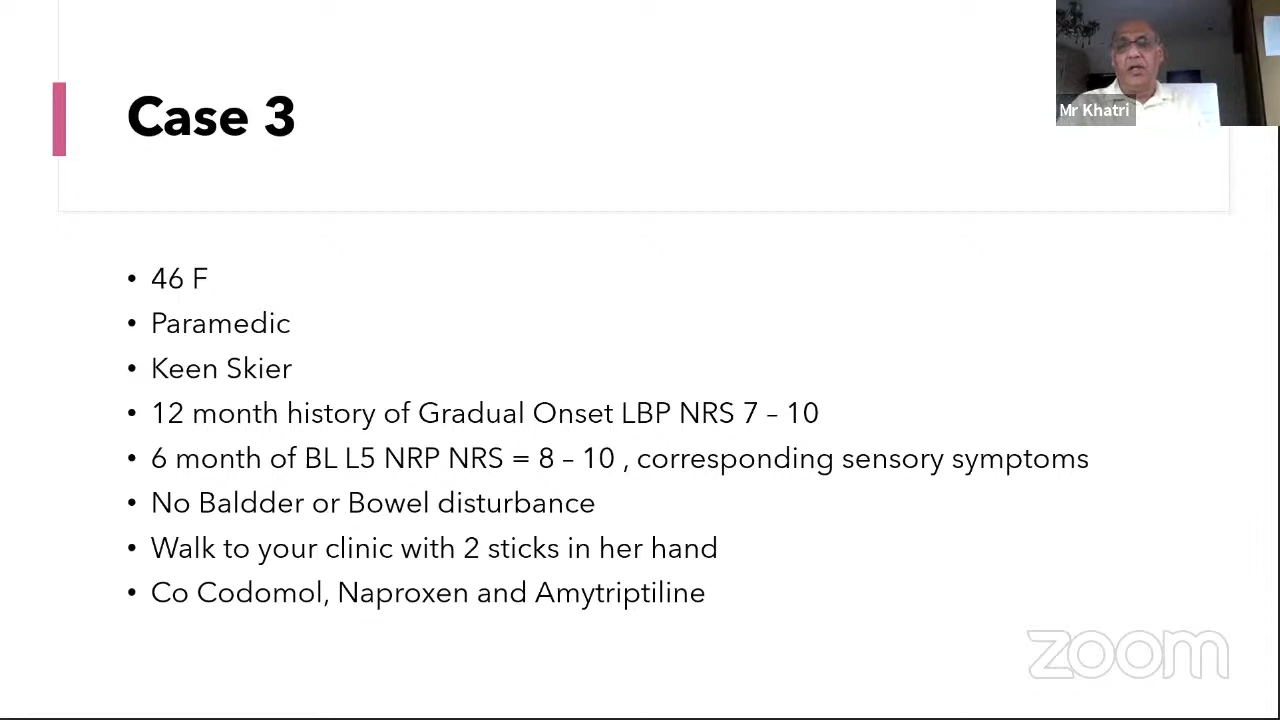 Mr Khatri
Case 3
• 46 F
• Paramedic
• Keen Skier
• 12 month history of Gradual Onset LBP NRS 7 – 10
• 6 month of BL L5 NRP NRS = 8 – 10 , corresponding sensory symptoms
• No Baldder or Bowel disturbance
• Walk to your clinic with 2 sticks in her hand
• Co Codomol, Naproxen and Amytriptiline
zoom